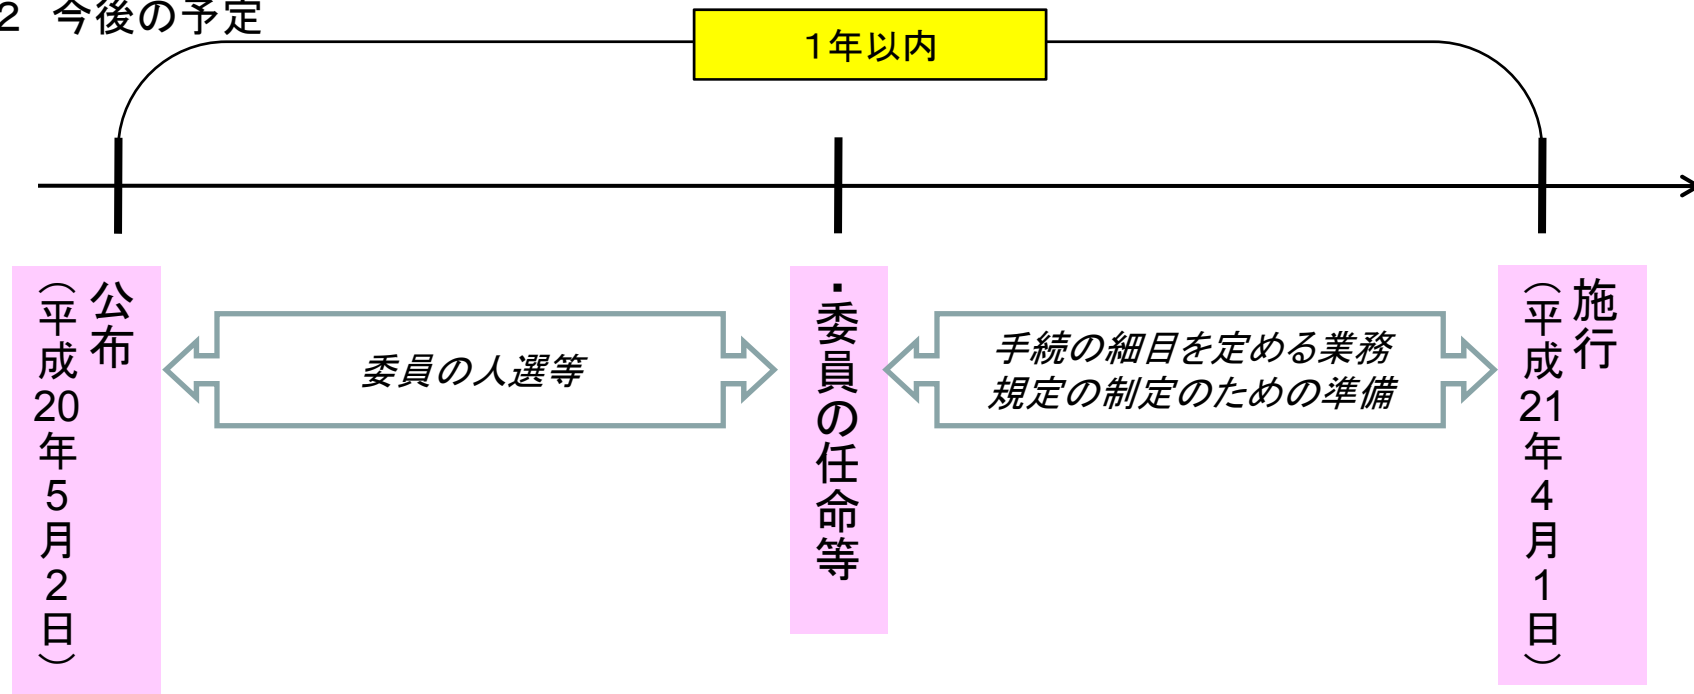 2 今後の予定
1年以内
公布
（平成20年5月2日）
委員の人選等
・委員の任命等
手続の細目を定める業務
規定の制定のための準備
施行
（平成21年4月1日）